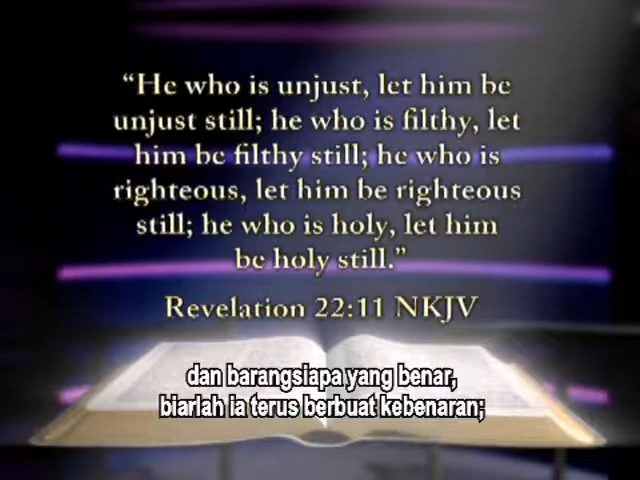 “He who is unjust, let him be
unjust still; he who is filthy, let
him be filthy still; he who is
righteous, let him be righteous
still; he who is holy, let him
be holy still.”
Revelation 22:11 NKJV
dan barangsiapa yang benar,
biarlah ia terus berbuat kebenaran;